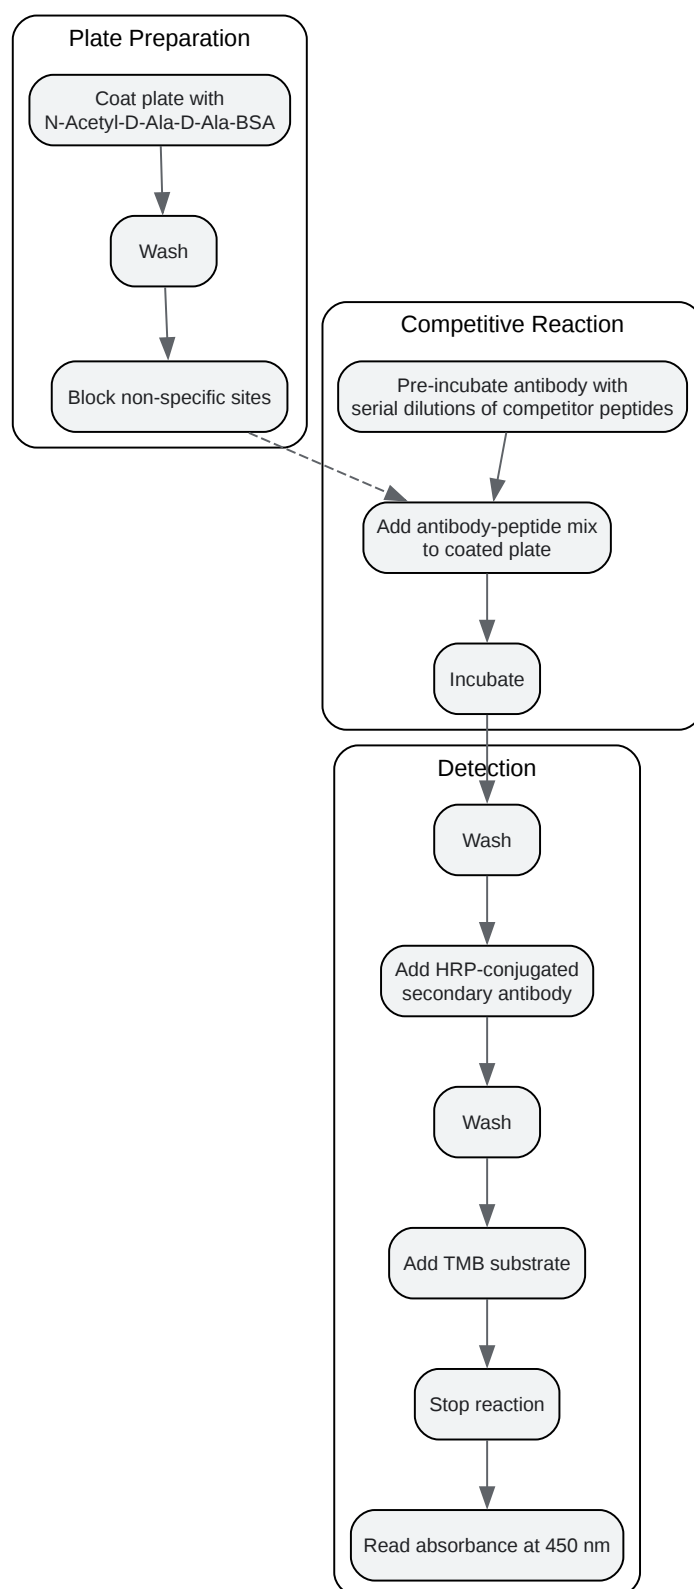 Plate Preparation
Coat plate with
N-Acetyl-D-Ala-D-Ala-BSA
Wash
Block non-specific sites
Competitive Reaction
Pre-incubate antibody with
serial dilutions of competitor peptides
Add antibody-peptide mix
to coated plate
Incubate
Detection
Wash
Add HRP-conjugated
secondary antibody
Wash
Add TMB substrate
Stop reaction
Read absorbance at 450 nm